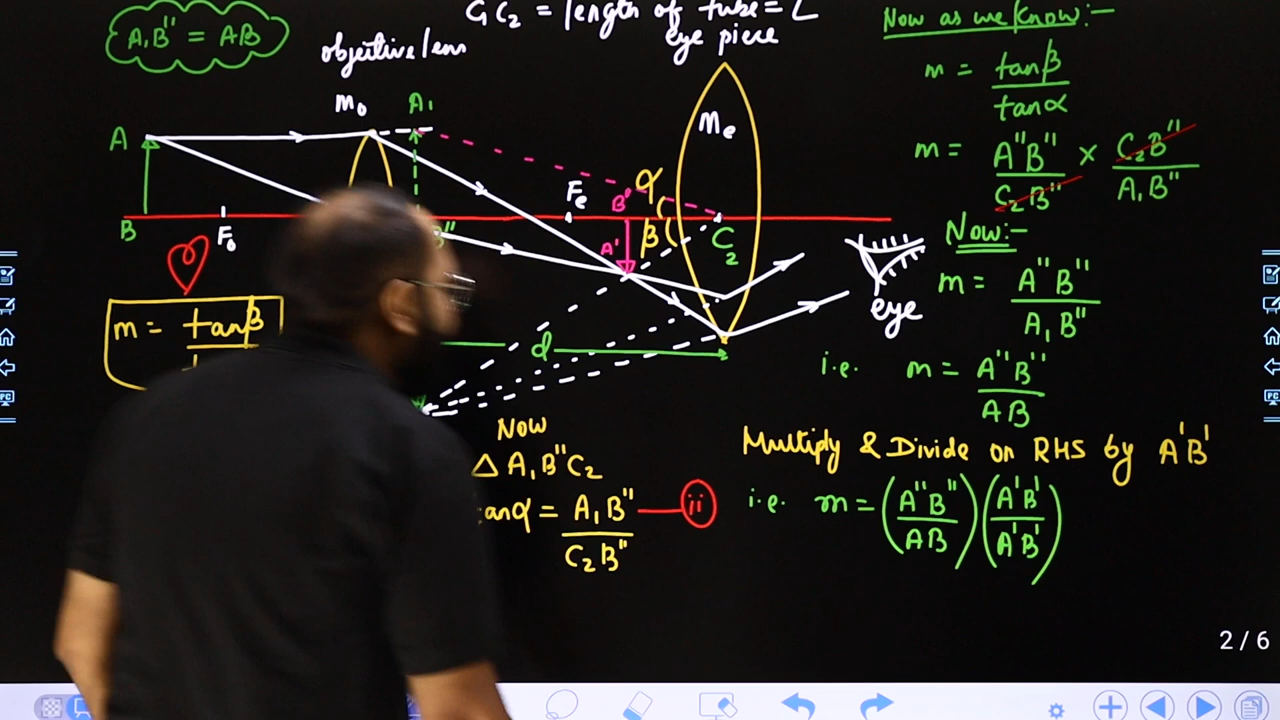 C₁C₂ = length of tube = L
A₁B'' = AB
objective lens
eye piece
Mo
A₁
Me
A
B
Fo
B''
Fe
B'
A'
α
β
C₂
d
eye
m = tanβ
Now
△ A₁B''C₂
tanα = A₁B'' / C₂B'' — ii
Now as we know:-
m = tanβ / tanα
m = A''B'' / C₂B'' × C₂B'' / A₁B''
Now:-
m = A''B'' / A₁B''
i.e. m = A''B'' / AB
Multiply & Divide on RHS by A'B'
i.e. m = (A''B'' / AB) (A'B' / A'B')
2 / 6